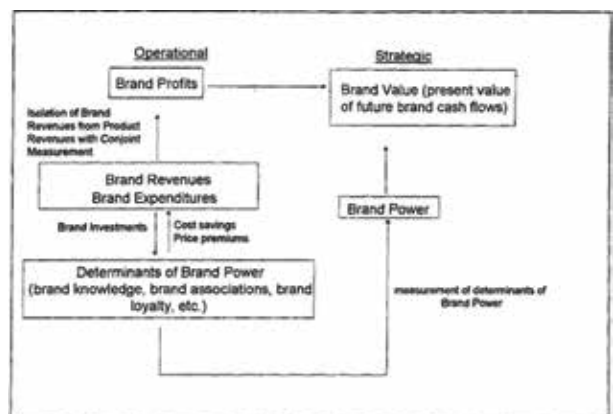 Operational
Strategic
Brand Profits
Brand Value (present value
of future brand cash flows)
Isolation of Brand
Revenues from Product
Revenues with Conjoint
Measurement
Brand Revenues
Brand Expenditures
Brand Power
Brand Investments
Cost savings
Price premiums
Determinants of Brand Power
(brand knowledge, brand associations, brand
loyalty, etc.)
measurement of determinants of
Brand Power